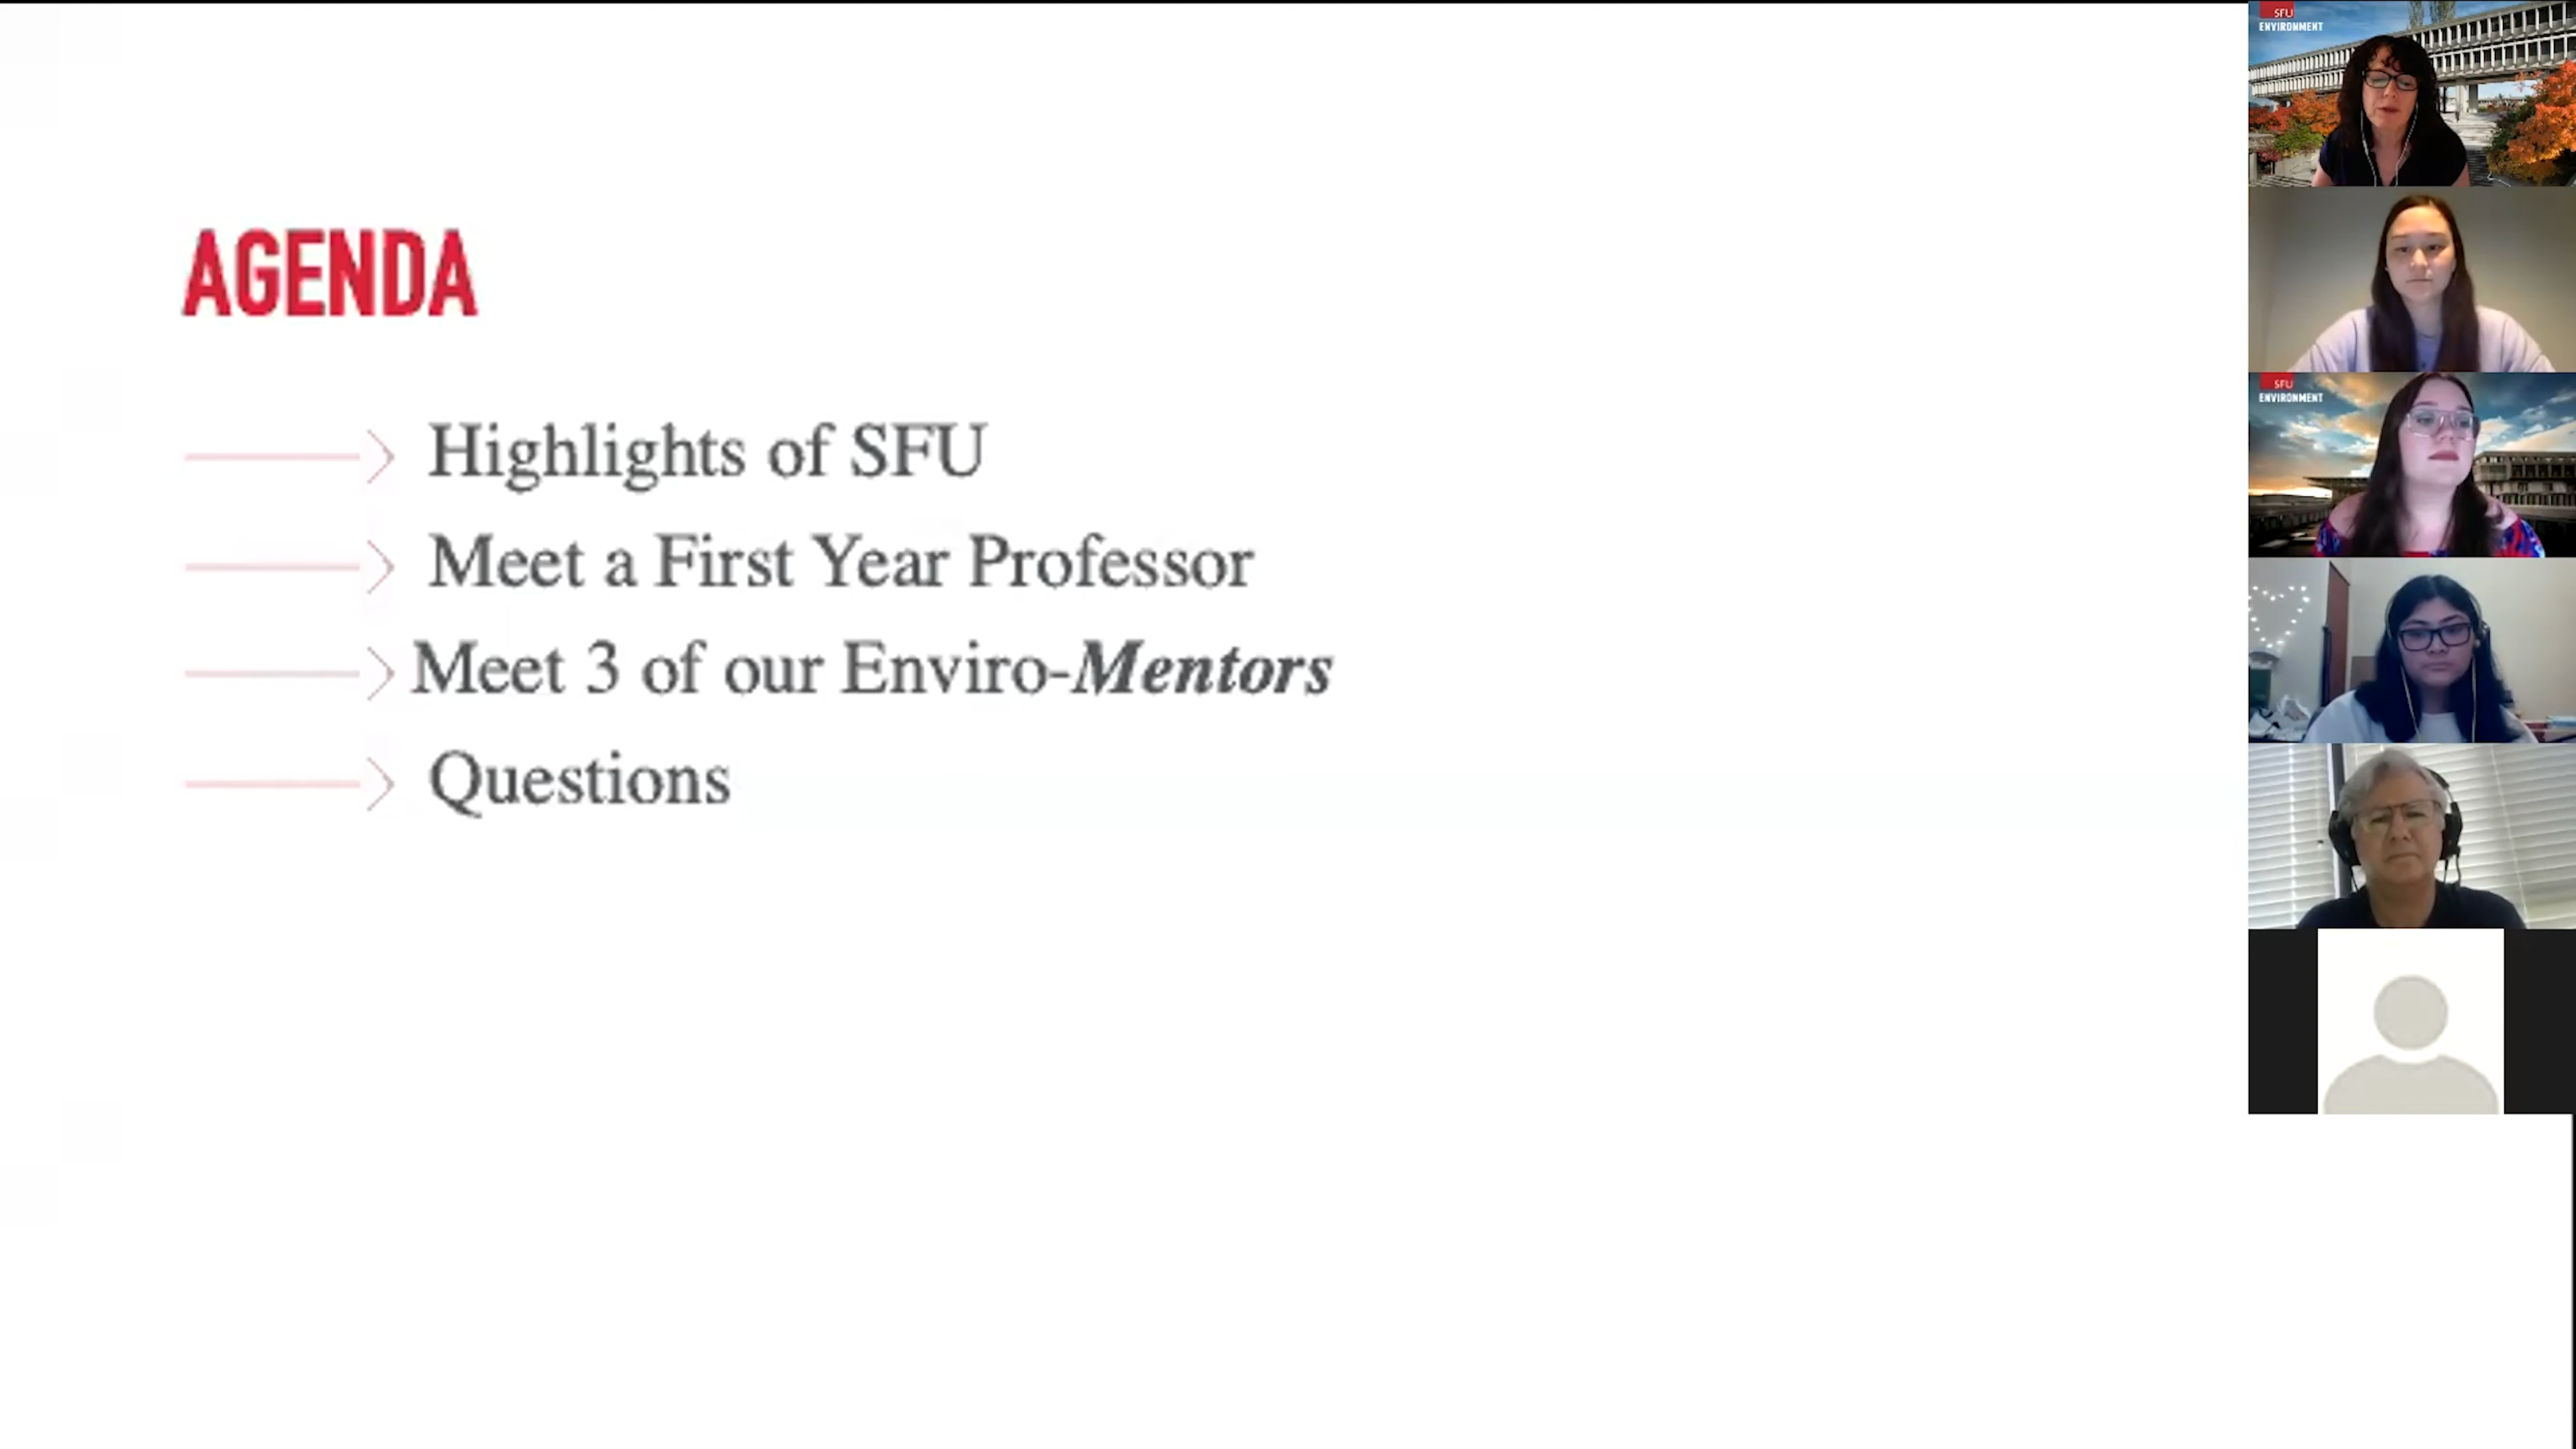 AGENDA
Highlights of SFU
Meet a First Year Professor
Meet 3 of our Enviro-Mentors
Questions
SFU
ENVIRONMENT
SFU
ENVIRONMENT